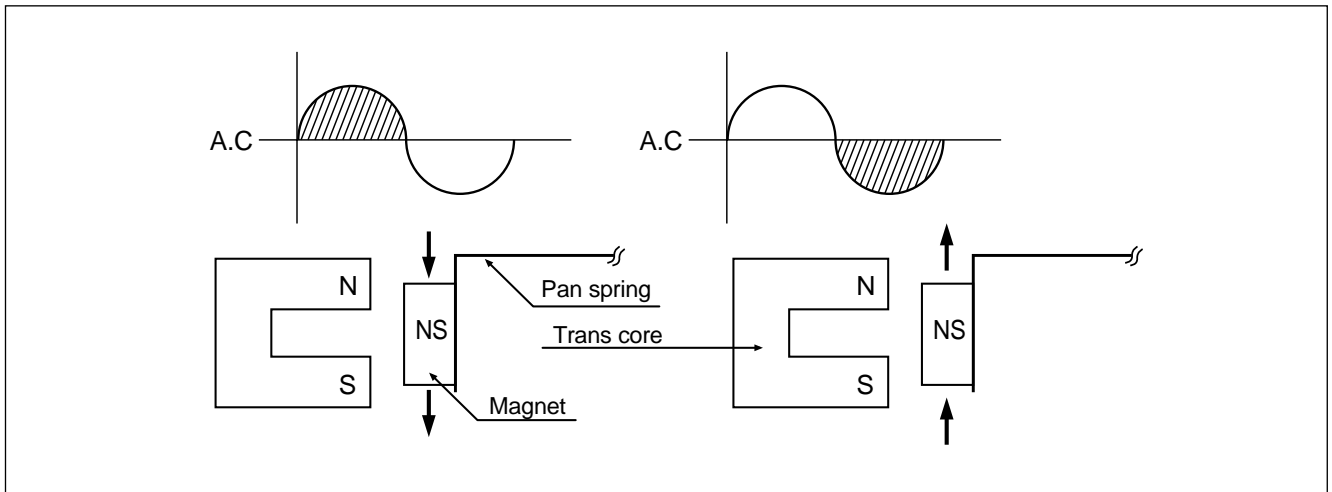 A.C
A.C
N
NS
S
Pan spring
Trans core
Magnet
N
NS
S